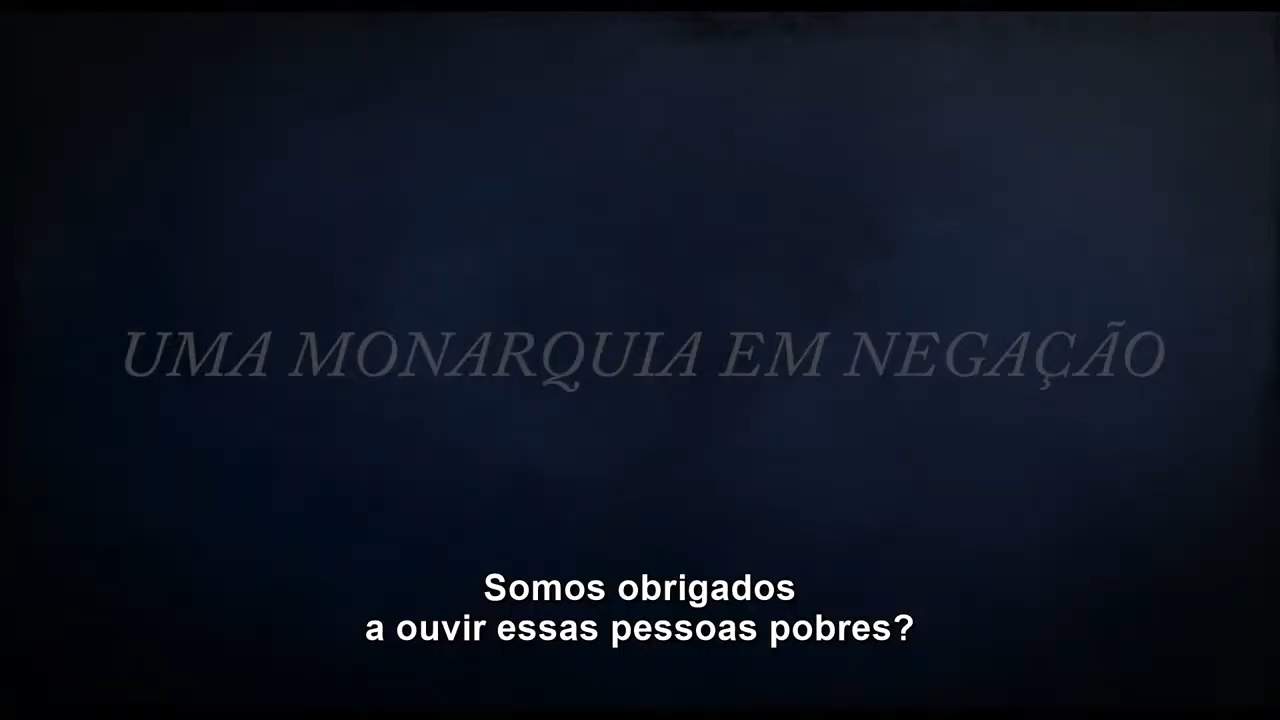 UMA MONARQUIA EM NEGAÇÃO
Somos obrigados
a ouvir essas pessoas pobres?